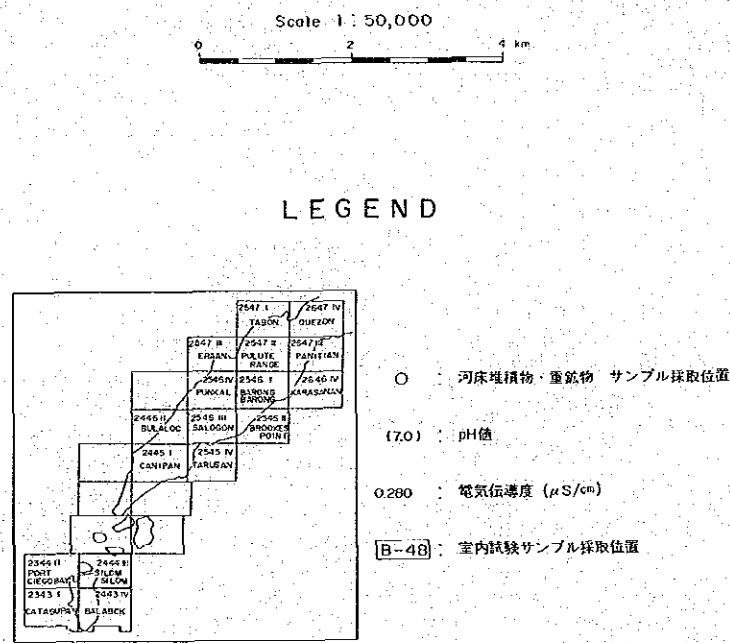 Scale 1 : 50,000
0 2 4 km
LEGEND
2547 I 2647 IV
TABON QUEZON
2547 III 2547 II 2647 III
ERAAN PULUTE RANGE PANITIAN
2546 IV 2546 I 2646 IV
PUNKAL BARONG BARONG KARASANAN
2446 II 2546 III 2546 II
BULALOC SALOGON BROOKES POINT
2445 I 2545 IV
CANIPAN TARUSAN
2344 II 2444 III
PORT CIEGOBAY SILOM SILOM
2343 I 2443 IV
CATAGUPAN BALABCK
○ : 河床堆積物・重鉱物 サンプル採取位置
(7.0) : pH値
0.280 : 電気伝導度 (μS/cm)
B-48 : 室内試験サンプル採取位置